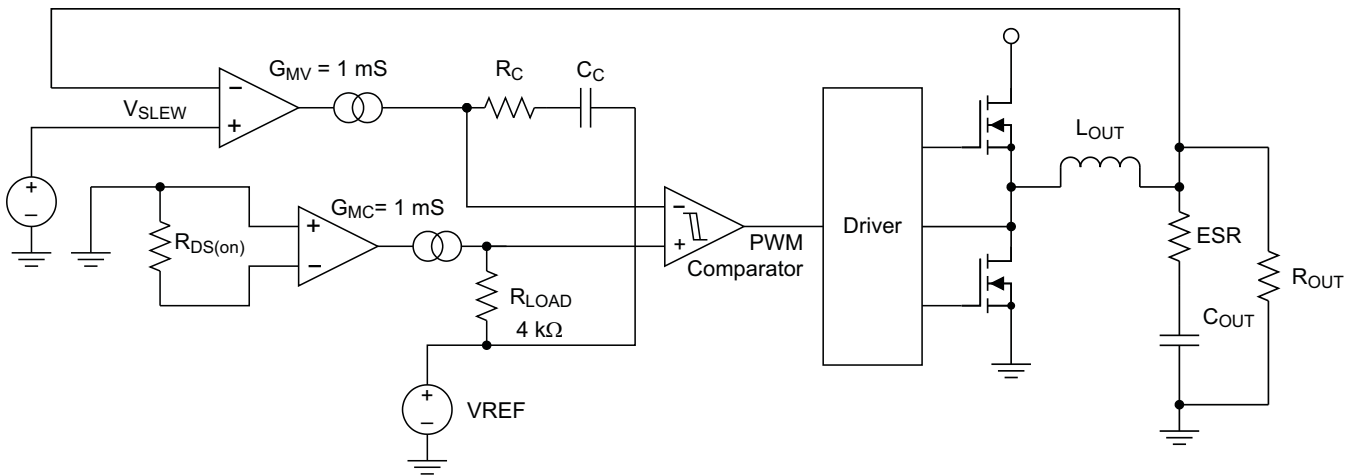 G_MV = 1 mS
R_C
C_C
V_SLEW
−
+
+
−
L_OUT
G_MC= 1 mS
−
+
Driver
PWM
Comparator
+
−
R_DS(on)
ESR
R_OUT
R_LOAD
4 kΩ
C_OUT
+
−
VREF